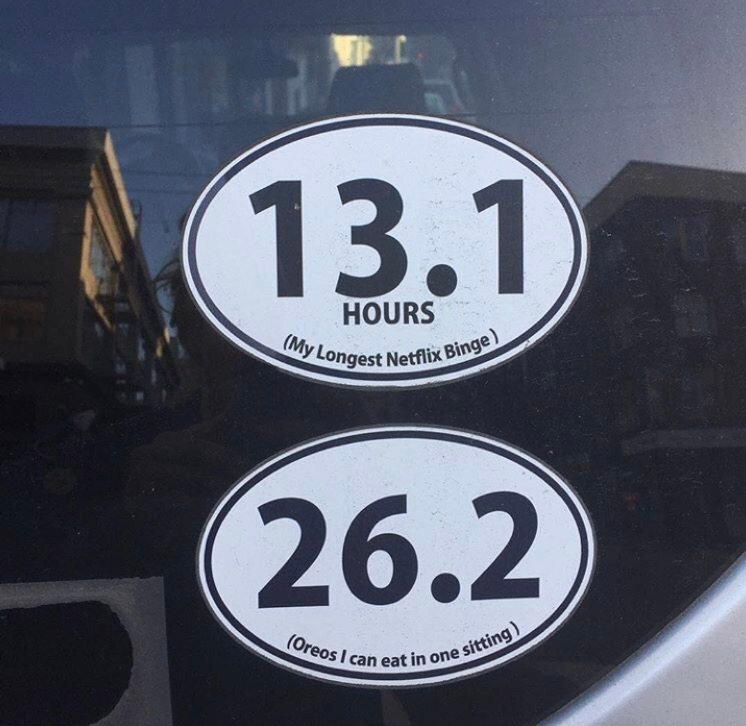 13.1
HOURS
(My Longest Netflix Binge)
26.2
(Oreos I can eat in one sitting)